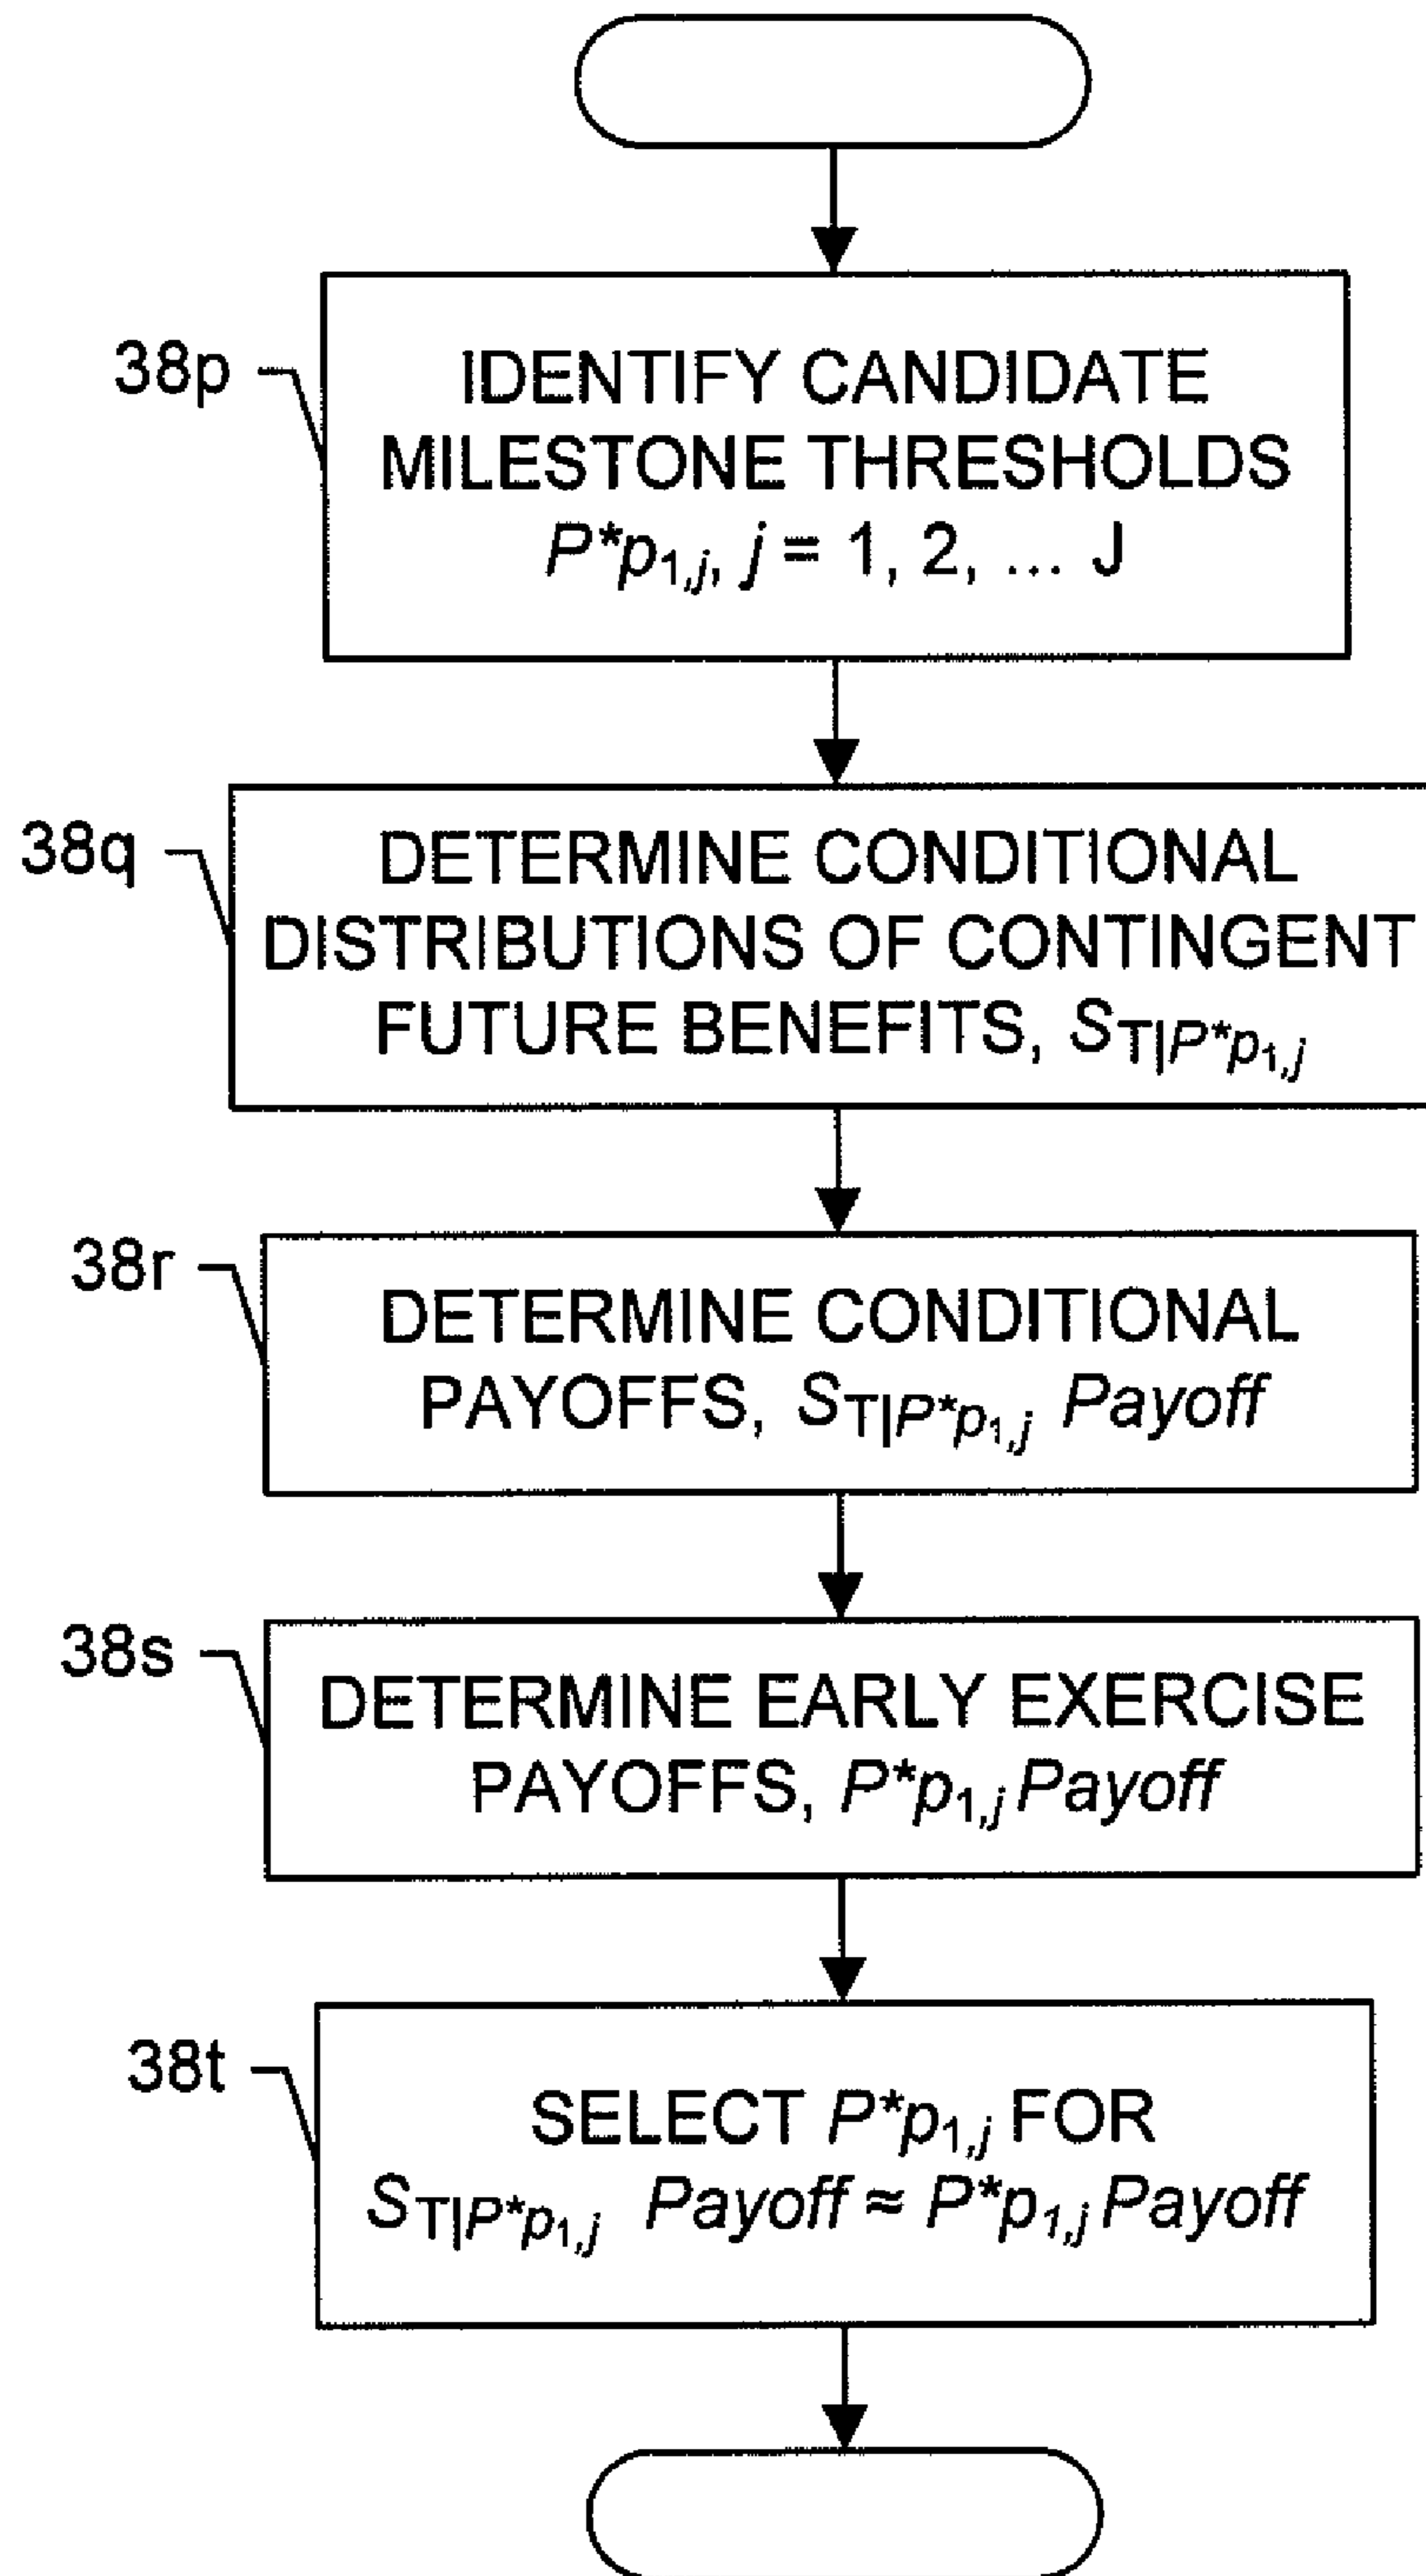 38p
IDENTIFY CANDIDATE
MILESTONE THRESHOLDS
P*p1,j, j = 1, 2, ... J
38q
DETERMINE CONDITIONAL
DISTRIBUTIONS OF CONTINGENT
FUTURE BENEFITS, ST|P*p1,j
38r
DETERMINE CONDITIONAL
PAYOFFS, ST|P*p1,j Payoff
38s
DETERMINE EARLY EXERCISE
PAYOFFS, P*p1,j Payoff
38t
SELECT P*p1,j FOR
ST|P*p1,j Payoff ≈ P*p1,j Payoff